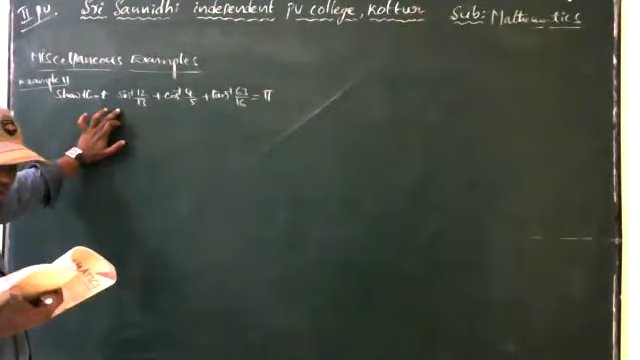 II PU. Sri Sannidhi independent PU college, Kottur Sub: Mathematics
Miscellaneous Examples
Example 11
Show that sin⁻¹ 12/13 + cos⁻¹ 4/5 + tan⁻¹ 63/16 = π